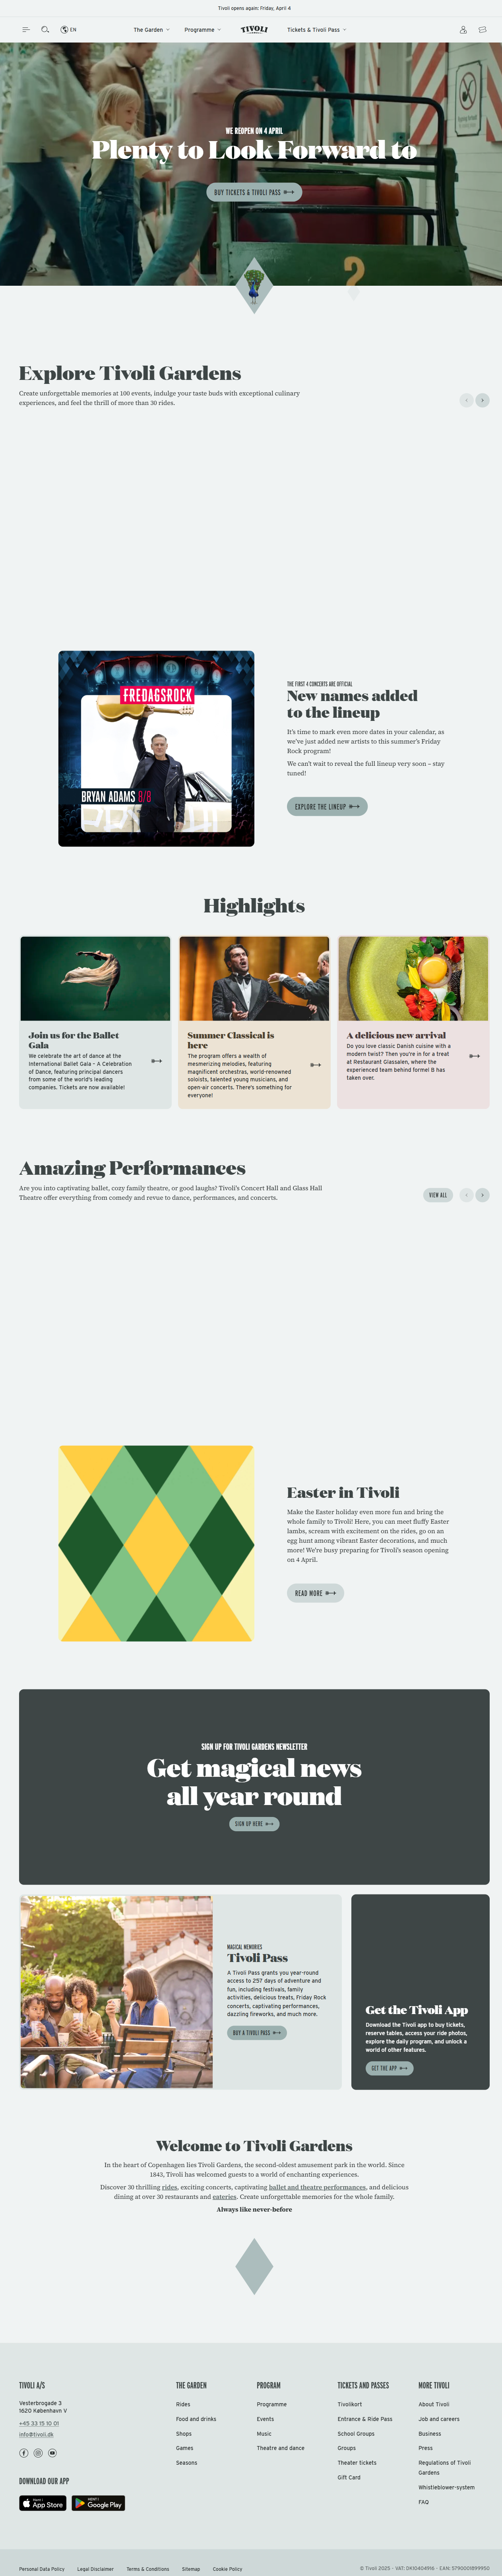 Tivoli opens again: Friday, April 4
EN
The Garden
Programme
TIVOLI
Tickets & Tivoli Pass
WE REOPEN ON 4 APRIL
Plenty to Look Forward to
BUY TICKETS & TIVOLI PASS
?
Explore Tivoli Gardens
Create unforgettable memories at 100 events, indulge your taste buds with exceptional culinary
experiences, and feel the thrill of more than 30 rides.
FREDAGSROCK
BRYAN ADAMS 8/8
THE FIRST 4 CONCERTS ARE OFFICIAL
New names added
to the lineup
It's time to mark even more dates in your calendar, as
we've just added new artists to this summer's Friday
Rock program!
We can't wait to reveal the full lineup very soon – stay
tuned!
EXPLORE THE LINEUP
Highlights
Join us for the Ballet
Gala
We celebrate the art of dance at the
International Ballet Gala – A Celebration
of Dance, featuring principal dancers
from some of the world's leading
companies. Tickets are now available!
Summer Classical is
here
The program offers a wealth of
mesmerizing melodies, featuring
magnificent orchestras, world-renowned
soloists, talented young musicians, and
open-air concerts. There's something for
everyone!
A delicious new arrival
Do you love classic Danish cuisine with a
modern twist? Then you're in for a treat
at Restaurant Glassalen, where the
experienced team behind formel B has
taken over.
Amazing Performances
Are you into captivating ballet, cozy family theatre, or good laughs? Tivoli's Concert Hall and Glass Hall
Theatre offer everything from comedy and revue to dance, performances, and concerts.
VIEW ALL
Easter in Tivoli
Make the Easter holiday even more fun and bring the
whole family to Tivoli! Here, you can meet fluffy Easter
lambs, scream with excitement on the rides, go on an
egg hunt among vibrant Easter decorations, and much
more! We're busy preparing for Tivoli's season opening
on 4 April.
READ MORE
SIGN UP FOR TIVOLI GARDENS NEWSLETTER
Get magical news
all year round
SIGN UP HERE
MAGICAL MEMORIES
Tivoli Pass
A Tivoli Pass grants you year-round
access to 257 days of adventure and
fun, including festivals, family
activities, delicious treats, Friday Rock
concerts, captivating performances,
dazzling fireworks, and much more.
BUY A TIVOLI PASS
Get the Tivoli App
Download the Tivoli app to buy tickets,
reserve tables, access your ride photos,
explore the daily program, and unlock a
world of other features.
GET THE APP
Welcome to Tivoli Gardens
In the heart of Copenhagen lies Tivoli Gardens, the second-oldest amusement park in the world. Since
1843, Tivoli has welcomed guests to a world of enchanting experiences.
Discover 30 thrilling rides, exciting concerts, captivating ballet and theatre performances, and delicious
dining at over 30 restaurants and eateries. Create unforgettable memories for the whole family.
Always like never-before
TIVOLI A/S
Vesterbrogade 3
1620 København V
+45 33 15 10 01
info@tivoli.dk
DOWNLOAD OUR APP
App Store
Google Play
THE GARDEN
Rides
Food and drinks
Shops
Games
Seasons
PROGRAM
Programme
Events
Music
Theatre and dance
TICKETS AND PASSES
Tivolikort
Entrance & Ride Pass
School Groups
Groups
Theater tickets
Gift Card
MORE TIVOLI
About Tivoli
Job and careers
Business
Press
Regulations of Tivoli
Gardens
Whistleblower-system
FAQ
Personal Data Policy
Legal Disclaimer
Terms & Conditions
Sitemap
Cookie Policy
© Tivoli 2025 - VAT: 0430404916 - EAN: 5790001899950